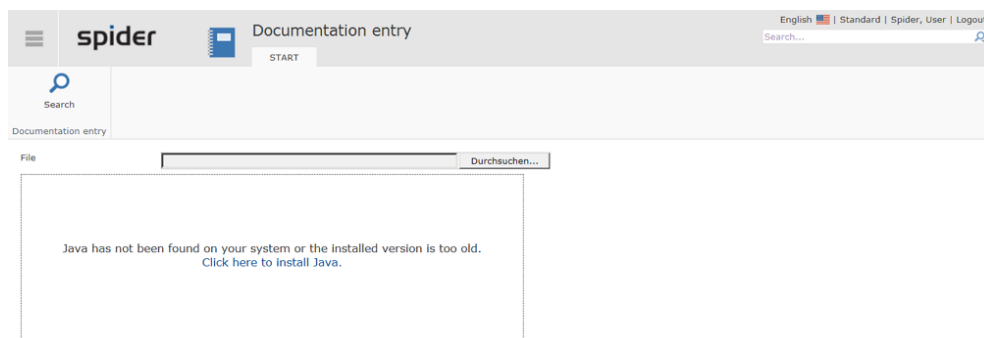 English | Standard | Spider, User | Logout
spider
Documentation entry
Search...
START
Search
Documentation entry
File
Durchsuchen...
Java has not been found on your system or the installed version is too old.
Click here to install Java.